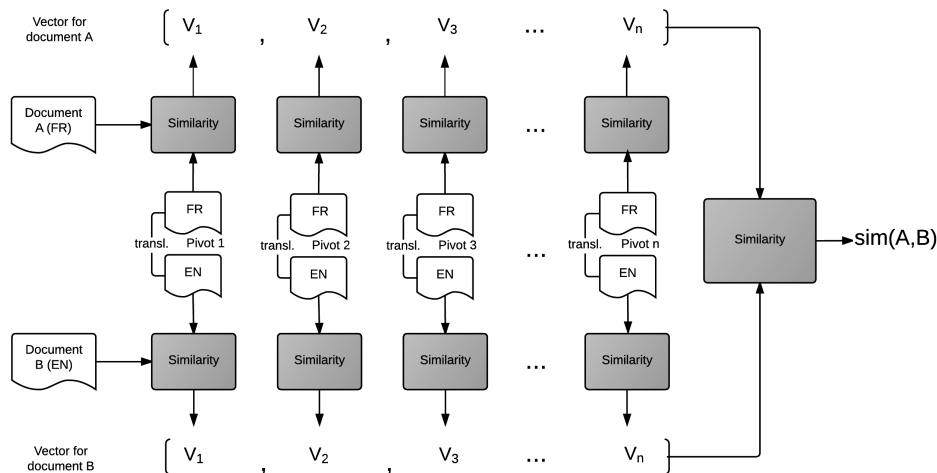 Vector for
document A
[ V1 , V2 , V3 ... Vn ]
Document
A (FR)
Similarity Similarity Similarity ... Similarity
FR FR FR FR
transl. Pivot 1 transl. Pivot 2 transl. Pivot 3 ... transl. Pivot n
EN EN EN EN
Similarity sim(A,B)
Document
B (EN)
Similarity Similarity Similarity ... Similarity
Vector for
document B
[ V1 , V2 , V3 ... Vn ]